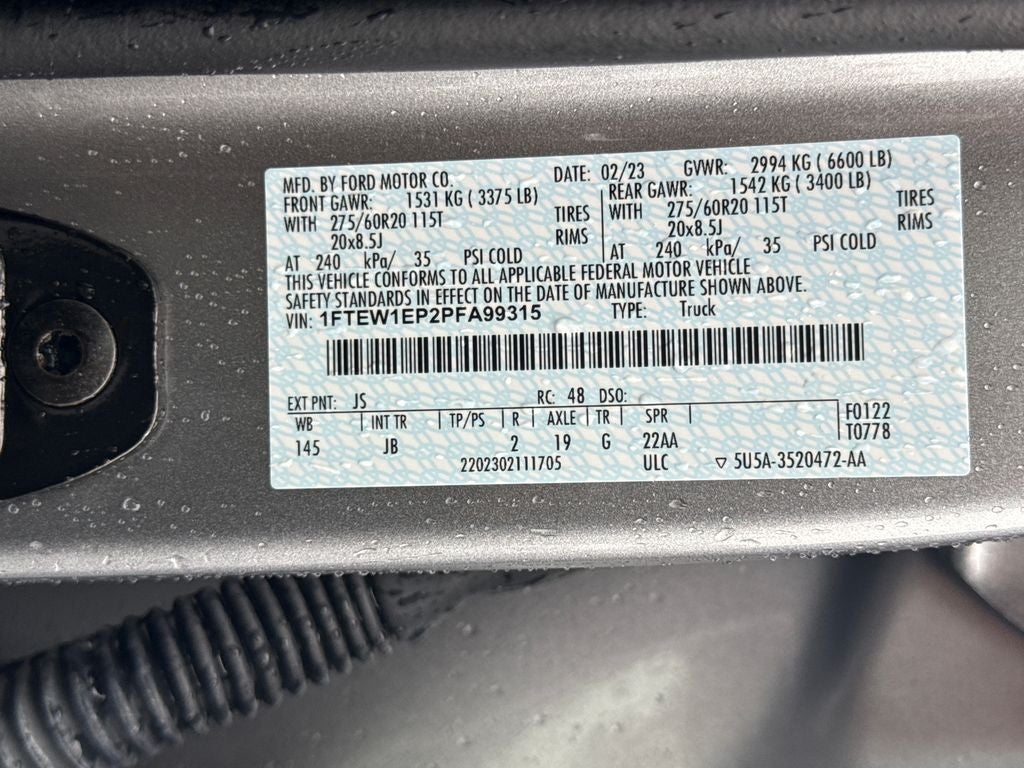 MFD. BY FORD MOTOR CO. DATE: 02/23 GVWR: 2994 KG ( 6600 LB)
FRONT GAWR: 1531 KG ( 3375 LB) REAR GAWR: 1542 KG ( 3400 LB)
WITH 275/60R20 115T TIRES WITH 275/60R20 115T TIRES
20x8.5J RIMS 20x8.5J RIMS
AT 240 kPa/ 35 PSI COLD AT 240 kPa/ 35 PSI COLD
THIS VEHICLE CONFORMS TO ALL APPLICABLE FEDERAL MOTOR VEHICLE
SAFETY STANDARDS IN EFFECT ON THE DATE OF MANUFACTURE SHOWN ABOVE.
VIN: 1FTEW1EP2PFA99315 TYPE: Truck
EXT PNT: JS RC: 48 DSO:
WB INT TR TP/PS R AXLE TR SPR F0122
145 JB 2 19 G 22AA T0778
2202302111705 ULC ▽ 5U5A-3520472-AA